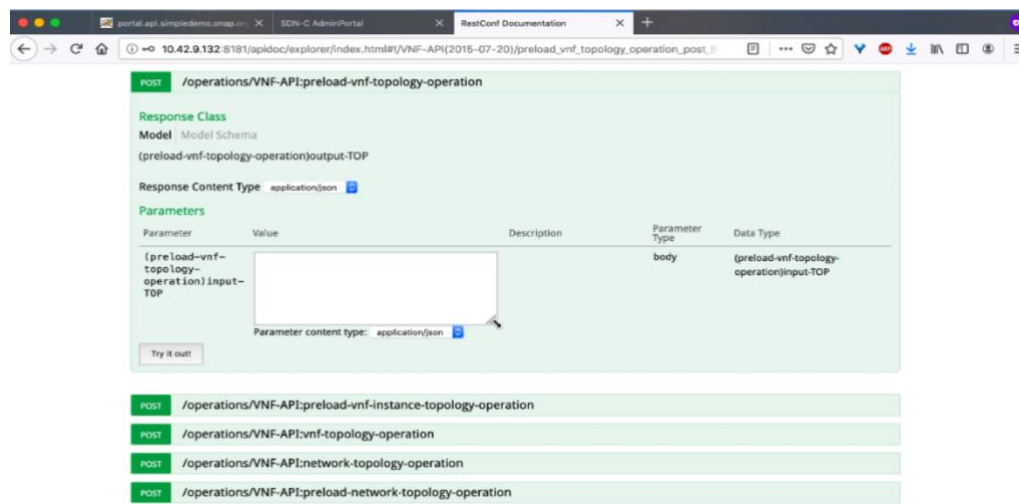 portal.api.simpledemo.onap.or
SDN-C AdminPortal
RestConf Documentation
10.42.9.132:8181/apidoc/explorer/index.html#!/VNF-API(2015-07-20)/preload_vnf_topology_operation_post_
POST /operations/VNF-API:preload-vnf-topology-operation
Response Class
Model Model Schema
(preload-vnf-topology-operation)output-TOP
Response Content Type application/json
Parameters
Parameter Value Description Parameter Type Data Type
(preload-vnf-
topology-
operation)input-
TOP
body
(preload-vnf-topology-
operation)input-TOP
Parameter content type: application/json
Try it out!
POST /operations/VNF-API:preload-vnf-instance-topology-operation
POST /operations/VNF-API:vnf-topology-operation
POST /operations/VNF-API:network-topology-operation
POST /operations/VNF-API:preload-network-topology-operation